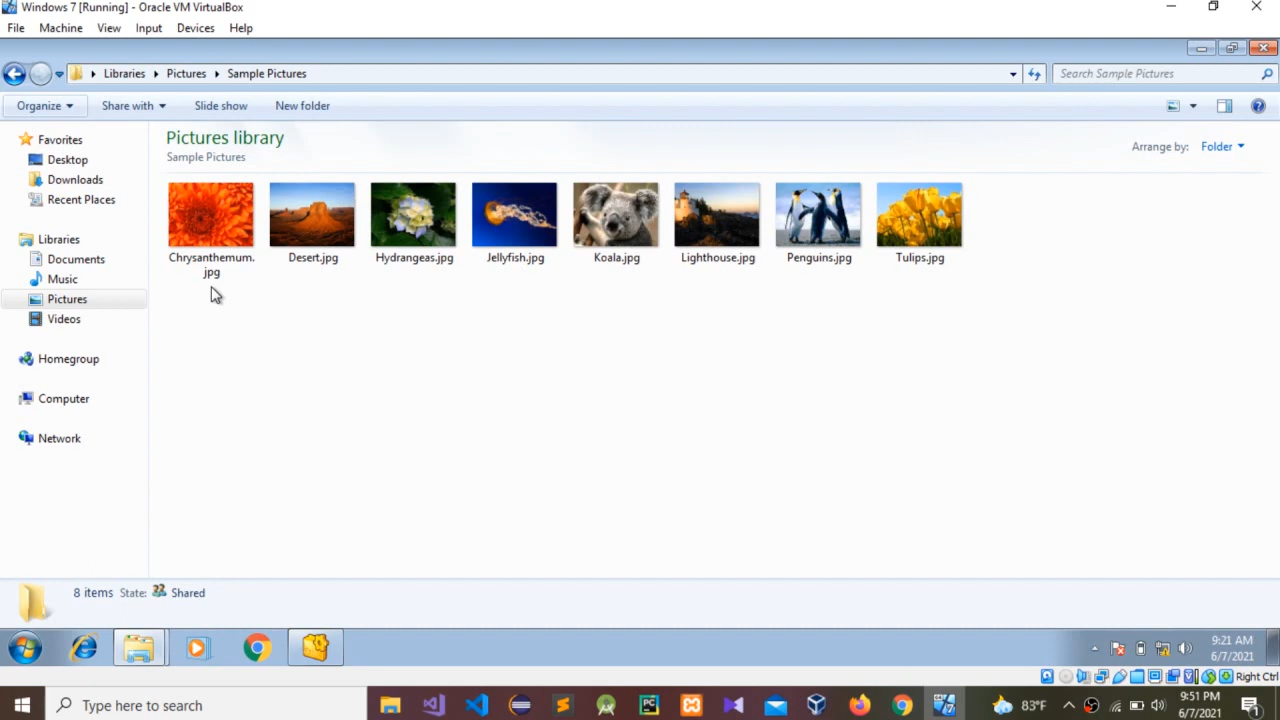 Windows 7 [Running] - Oracle VM VirtualBox
File Machine View Input Devices Help
Libraries Pictures Sample Pictures
Search Sample Pictures
Organize Share with Slide show New folder
Pictures library
Sample Pictures
Arrange by: Folder
Favorites
Desktop
Downloads
Recent Places
Libraries
Documents
Music
Pictures
Videos
Homegroup
Computer
Network
Chrysanthemum.
jpg
Desert.jpg
Hydrangeas.jpg
Jellyfish.jpg
Koala.jpg
Lighthouse.jpg
Penguins.jpg
Tulips.jpg
8 items State: Shared
9:21 AM
6/7/2021
Right Ctrl
Type here to search
PC
83°F
9:51 PM
6/7/2021
1